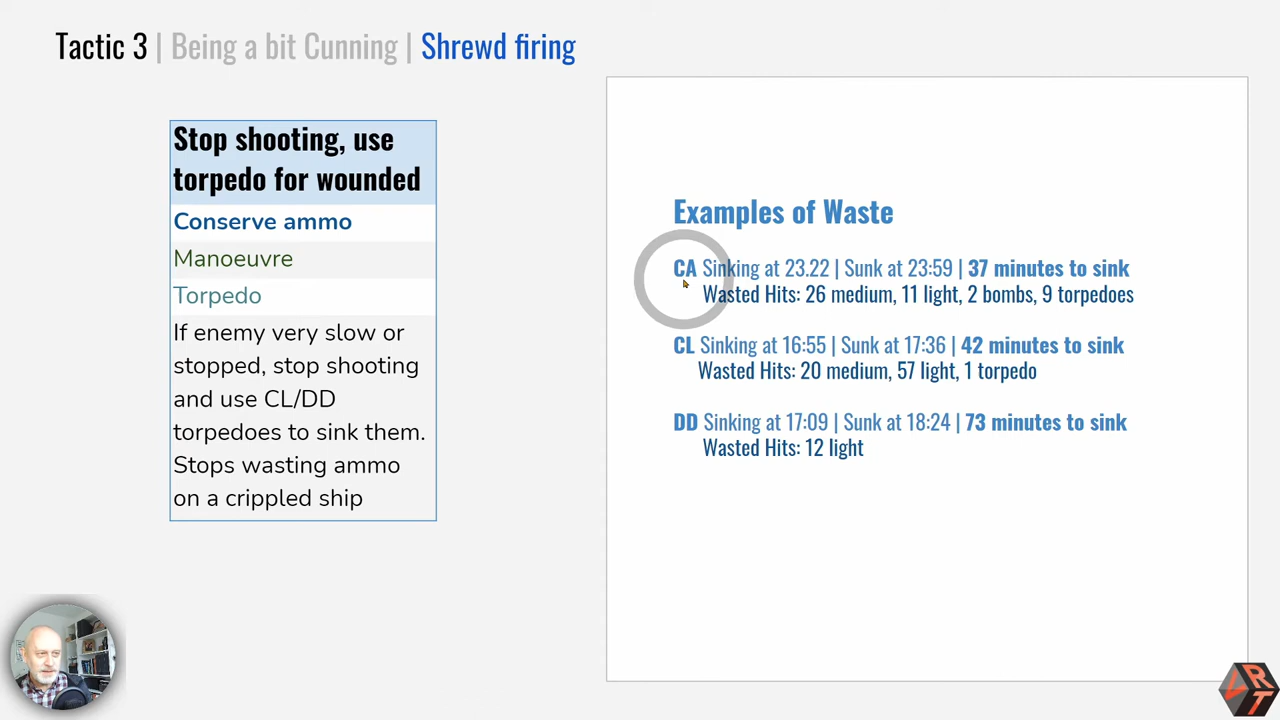 Tactic 3 | Being a bit Cunning | Shrewd firing
Stop shooting, use
torpedo for wounded
Conserve ammo
Manoeuvre
Torpedo
If enemy very slow or
stopped, stop shooting
and use CL/DD
torpedoes to sink them.
Stops wasting ammo
on a crippled ship
Examples of Waste
CA Sinking at 23.22 | Sunk at 23:59 | 37 minutes to sink
Wasted Hits: 26 medium, 11 light, 2 bombs, 9 torpedoes
CL Sinking at 16:55 | Sunk at 17:36 | 42 minutes to sink
Wasted Hits: 20 medium, 57 light, 1 torpedo
DD Sinking at 17:09 | Sunk at 18:24 | 73 minutes to sink
Wasted Hits: 12 light
RT